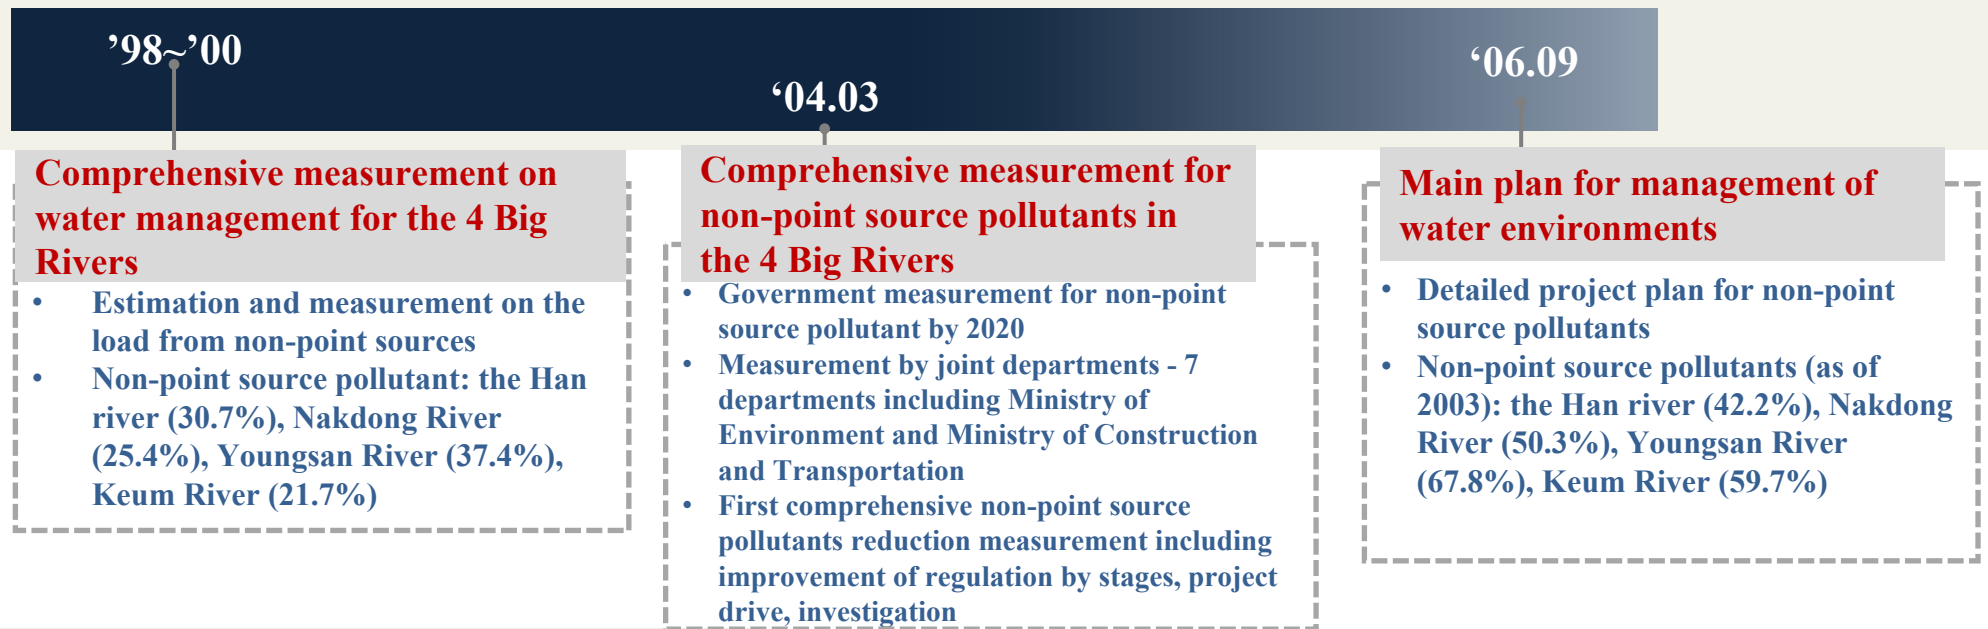 ’98~’00
‘04.03
‘06.09
Comprehensive measurement on
water management for the 4 Big
Rivers
• Estimation and measurement on the
load from non-point sources
• Non-point source pollutant: the Han
river (30.7%), Nakdong River
(25.4%), Youngsan River (37.4%),
Keum River (21.7%)
Comprehensive measurement for
non-point source pollutants in
the 4 Big Rivers
• Government measurement for non-point
source pollutant by 2020
• Measurement by joint departments - 7
departments including Ministry of
Environment and Ministry of Construction
and Transportation
• First comprehensive non-point source
pollutants reduction measurement including
improvement of regulation by stages, project
drive, investigation
Main plan for management of
water environments
• Detailed project plan for non-point
source pollutants
• Non-point source pollutants (as of
2003): the Han river (42.2%), Nakdong
River (50.3%), Youngsan River
(67.8%), Keum River (59.7%)